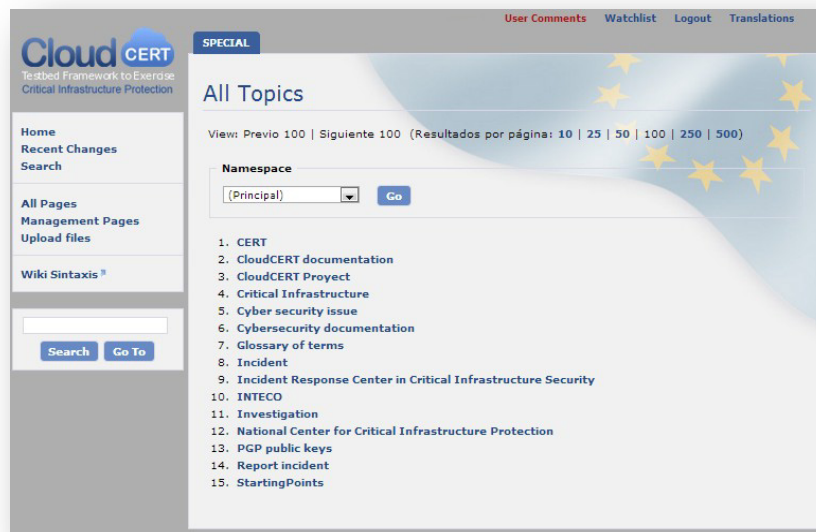 User Comments Watchlist Logout Translations
Cloud CERT
Testbed Framework to Exercise
Critical Infrastructure Protection
SPECIAL
All Topics
View: Previo 100 | Siguiente 100 (Resultados por página: 10 | 25 | 50 | 100 | 250 | 500)
Home
Recent Changes
Search
All Pages
Management Pages
Upload files
Wiki Sintaxis
Search Go To
Namespace
(Principal) Go
1. CERT
2. CloudCERT documentation
3. CloudCERT Proyect
4. Critical Infrastructure
5. Cyber security issue
6. Cybersecurity documentation
7. Glossary of terms
8. Incident
9. Incident Response Center in Critical Infrastructure Security
10. INTECO
11. Investigation
12. National Center for Critical Infrastructure Protection
13. PGP public keys
14. Report incident
15. StartingPoints